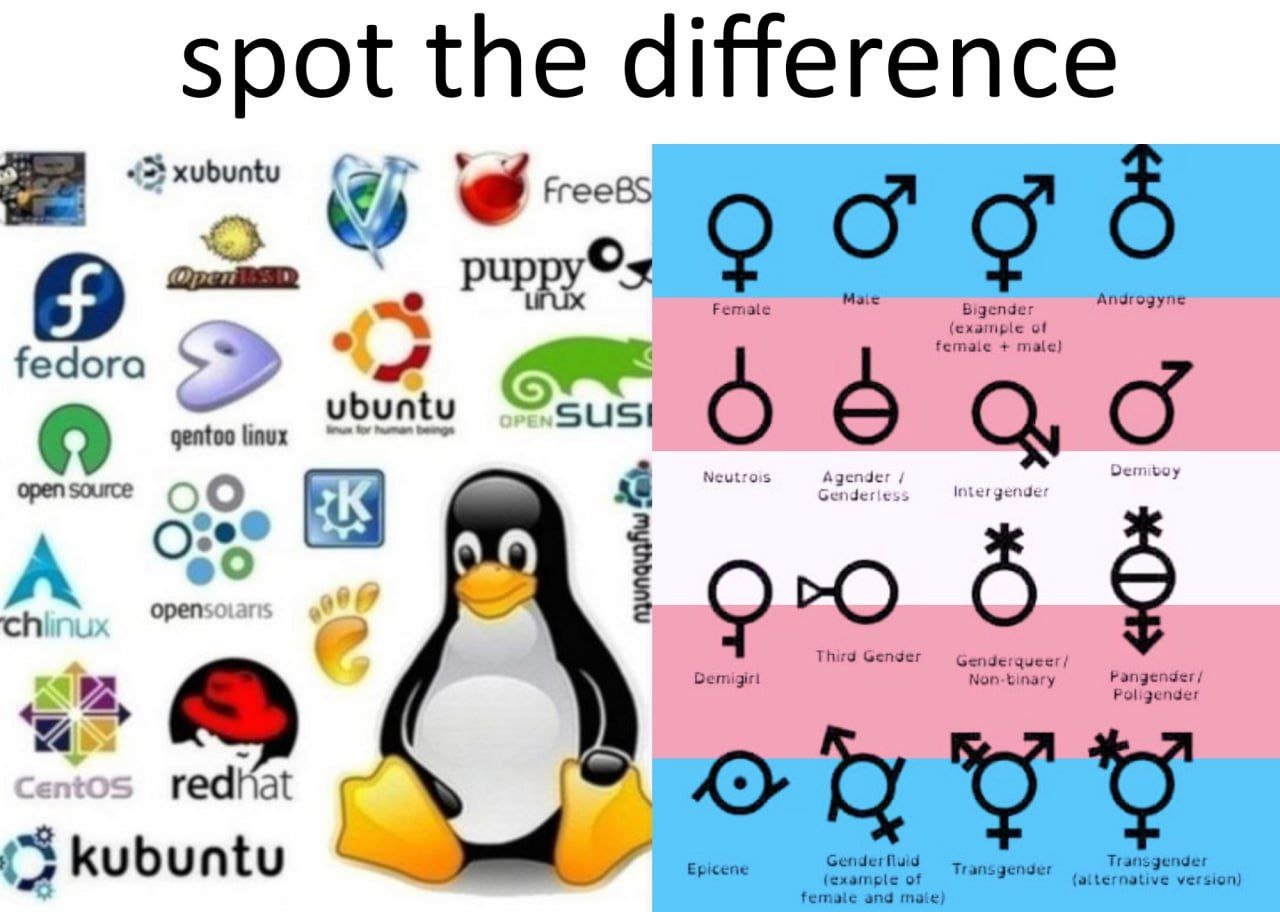 spot the difference
xubuntu
FreeBS
OpenBSD
puppy
Linux
fedora
ubuntu
linux for human beings
OPEN SUSE
gentoo linux
open source
K
opensolaris
mythbuntu
rchlinux
CentOS
redhat
kubuntu
Female
Male
Bigender
(example of
female + male)
Androgyne
Neutrois
Agender /
Genderless
Intergender
Demiboy
Demigirl
Third Gender
Genderqueer/
Non-binary
Pangender/
Poligender
Epicene
Genderfluid
(example of
female and male)
Transgender
Transgender
(alternative version)